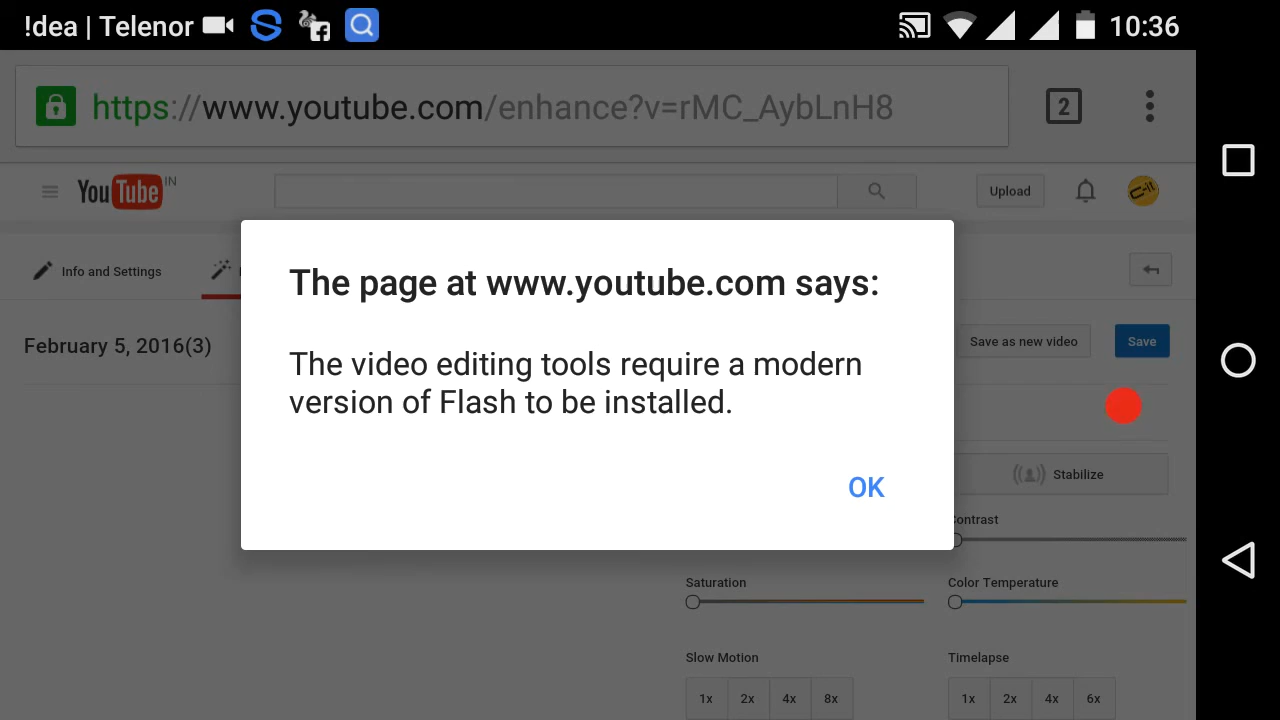 !dea | Telenor
10:36
https://www.youtube.com/enhance?v=rMC_AybLnH8
2
YouTube IN
Upload
Info and Settings
The page at www.youtube.com says:
February 5, 2016(3)
Save as new video
Save
The video editing tools require a modern
version of Flash to be installed.
Stabilize
OK
Contrast
Saturation
Color Temperature
Slow Motion
Timelapse
1x 2x 4x 8x
1x 2x 4x 6x